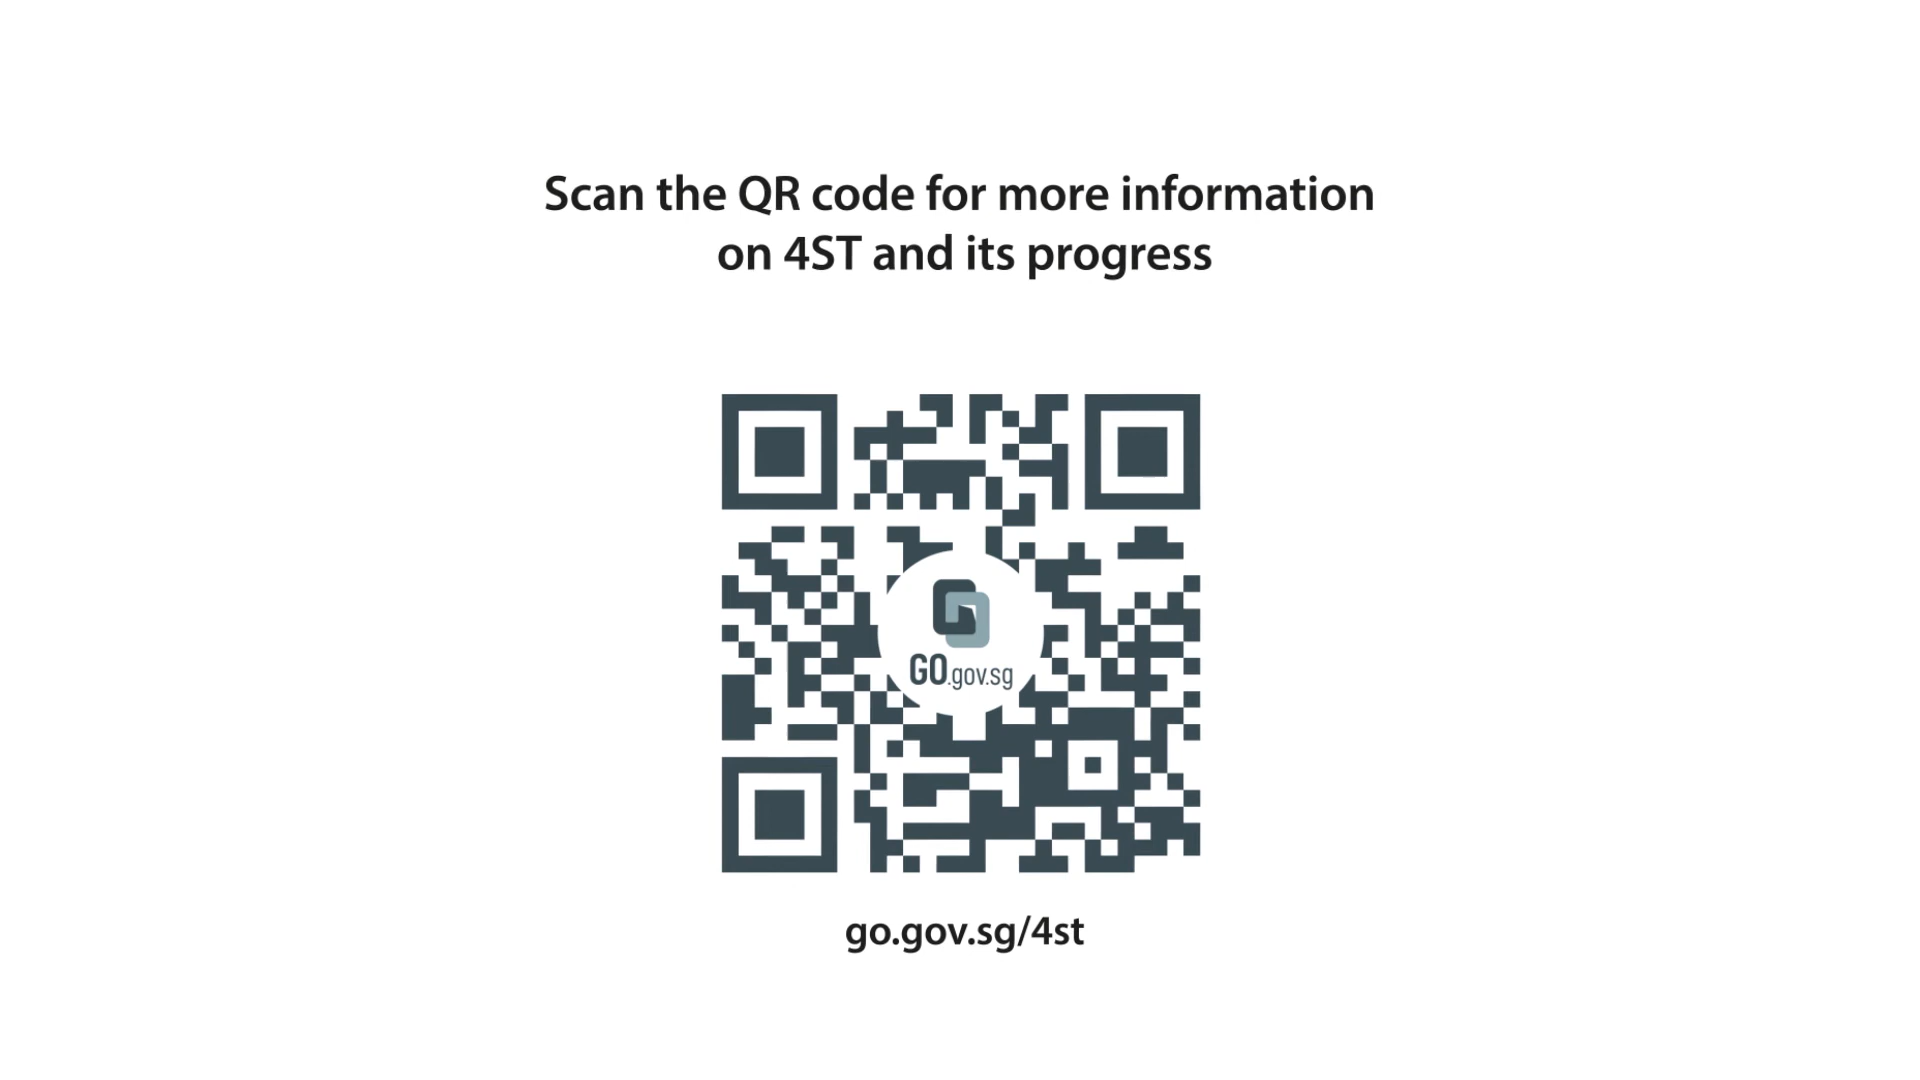 Scan the QR code for more information
on 4ST and its progress
GO.gov.sg
go.gov.sg/4st